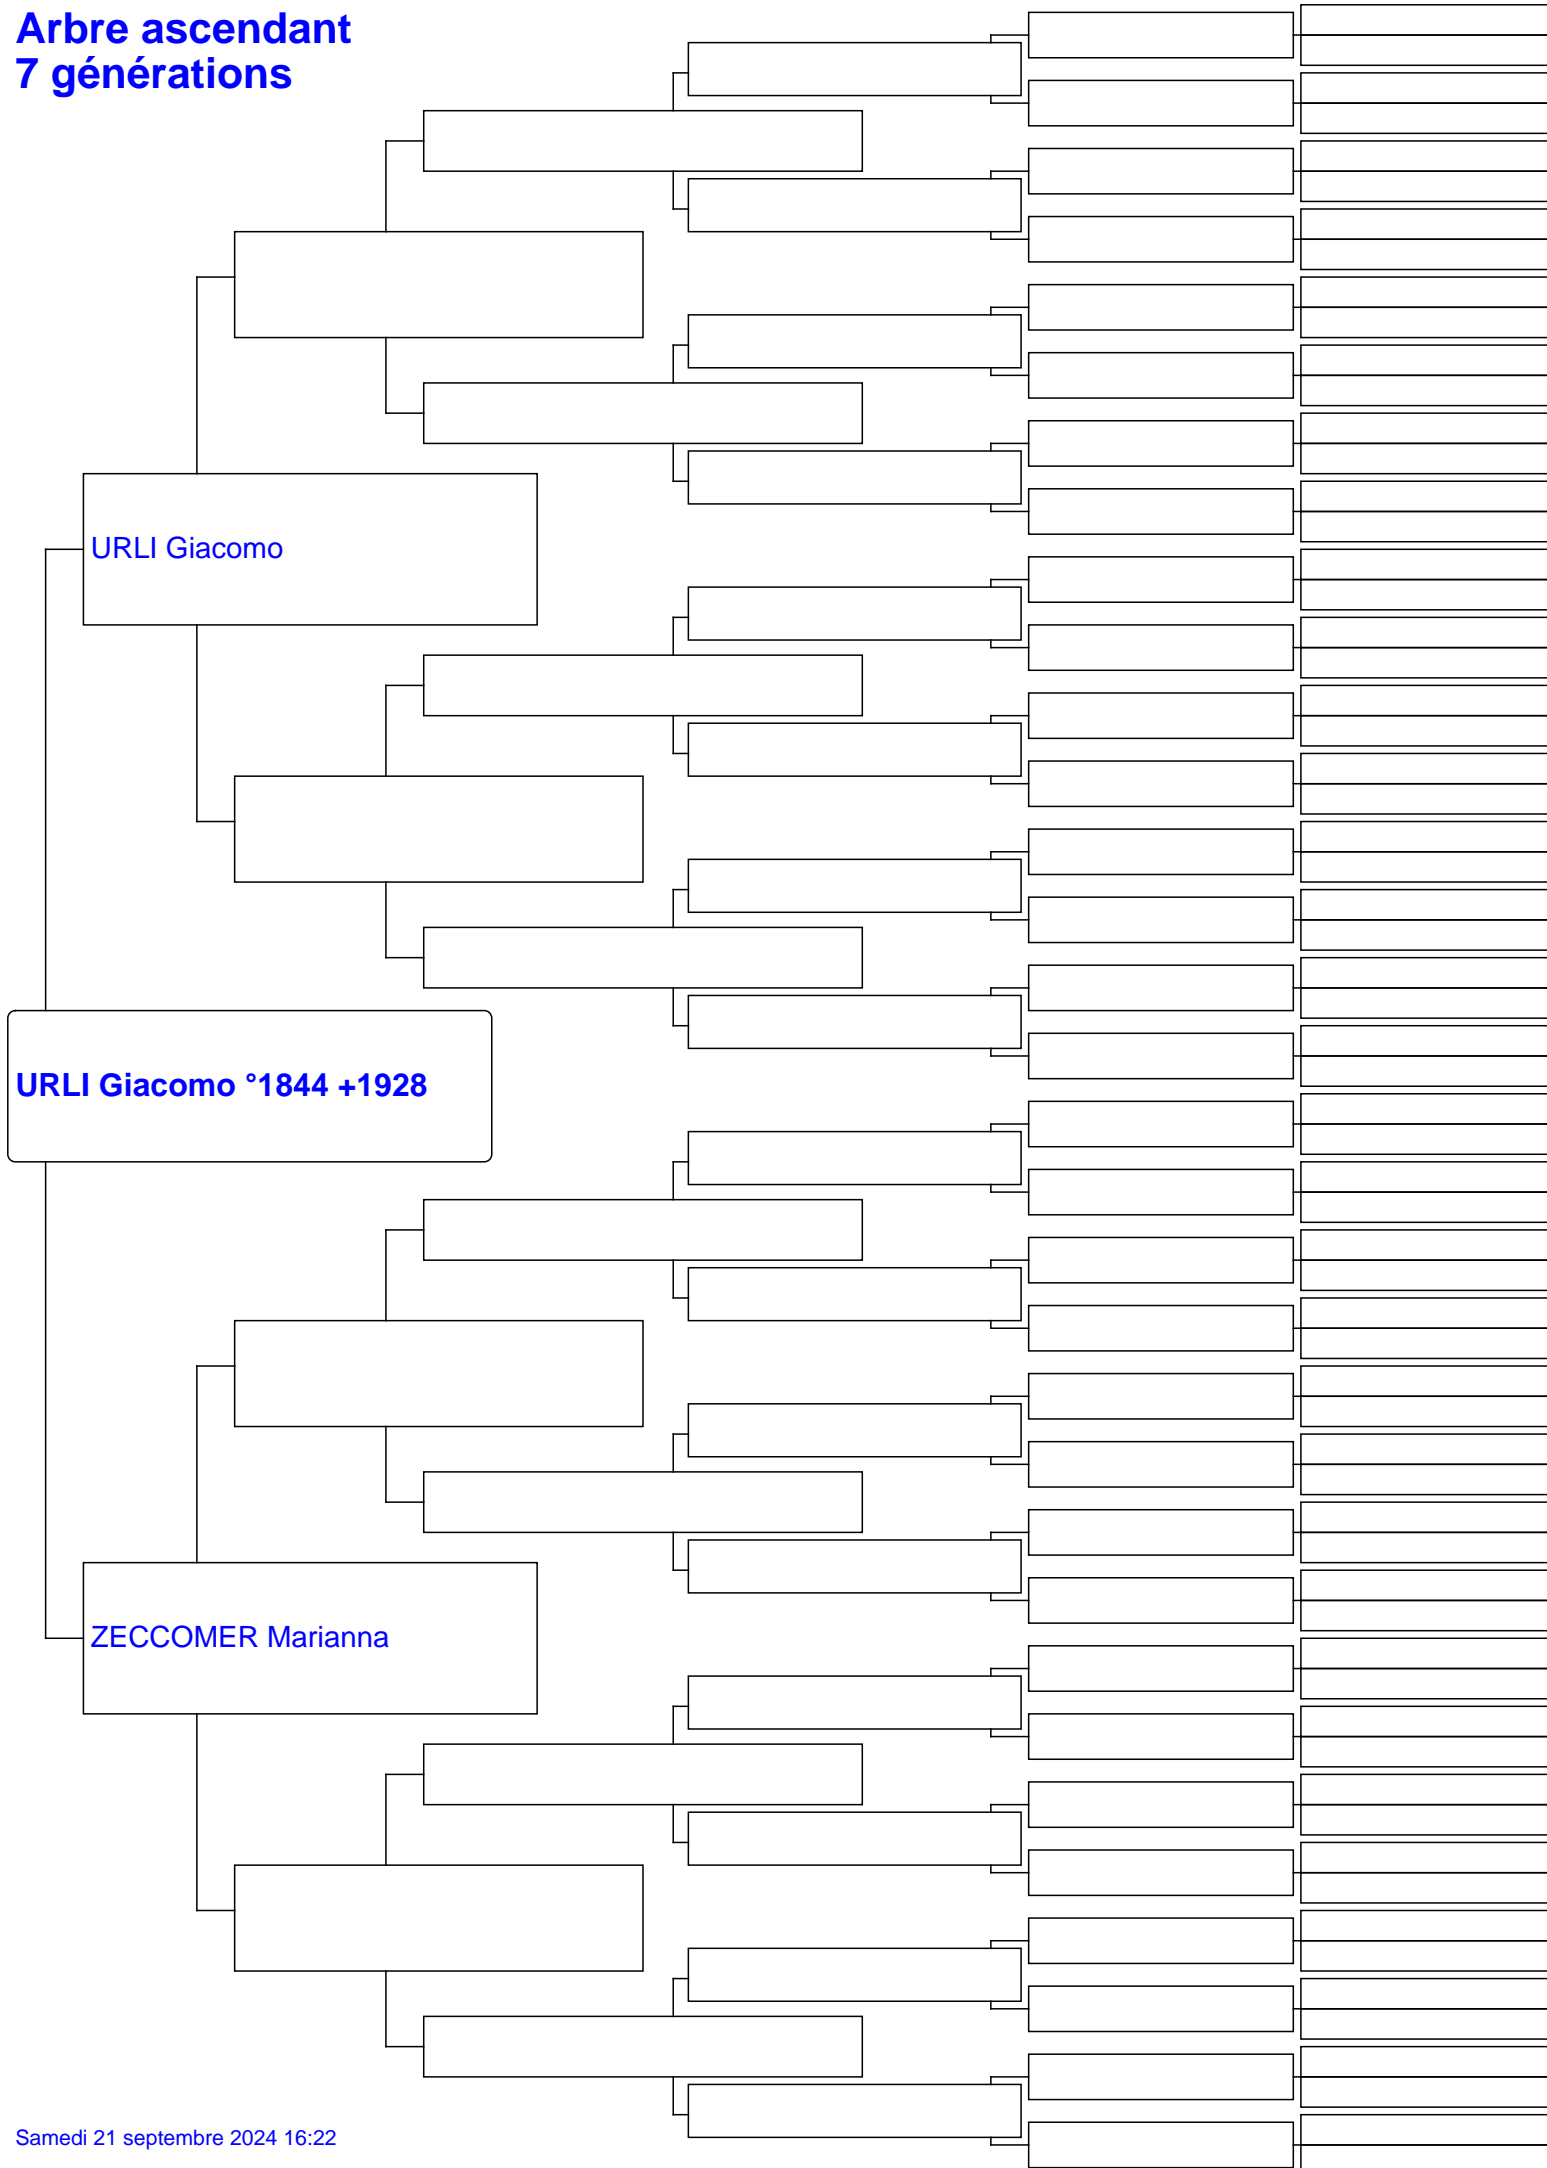 Arbre ascendant
7 générations
URLI Giacomo
URLI Giacomo °1844 +1928
ZECCOMER Marianna
Samedi 21 septembre 2024 16:22